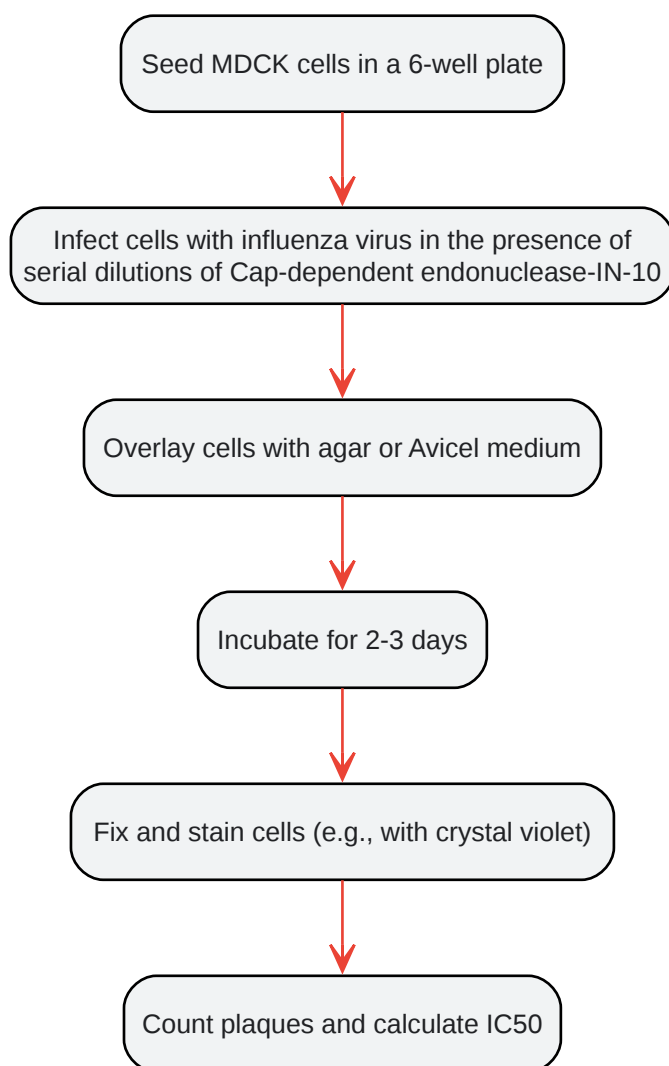 Seed MDCK cells in a 6-well plate
Infect cells with influenza virus in the presence of
serial dilutions of Cap-dependent endonuclease-IN-10
Overlay cells with agar or Avicel medium
Incubate for 2-3 days
Fix and stain cells (e.g., with crystal violet)
Count plaques and calculate IC50